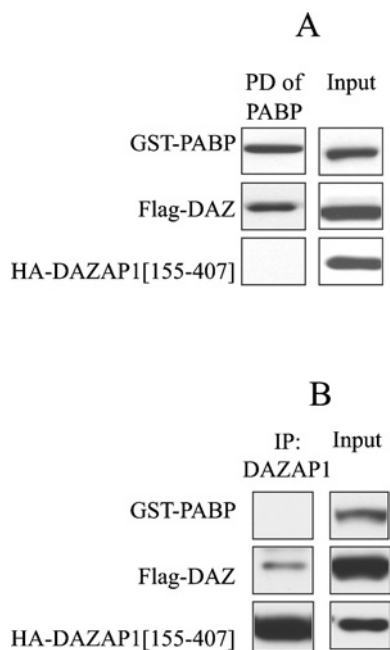 A
PD of PABP
Input
GST-PABP
Flag-DAZ
HA-DAZAP1[155-407]
B
IP: DAZAP1
Input
GST-PABP
Flag-DAZ
HA-DAZAP1[155-407]